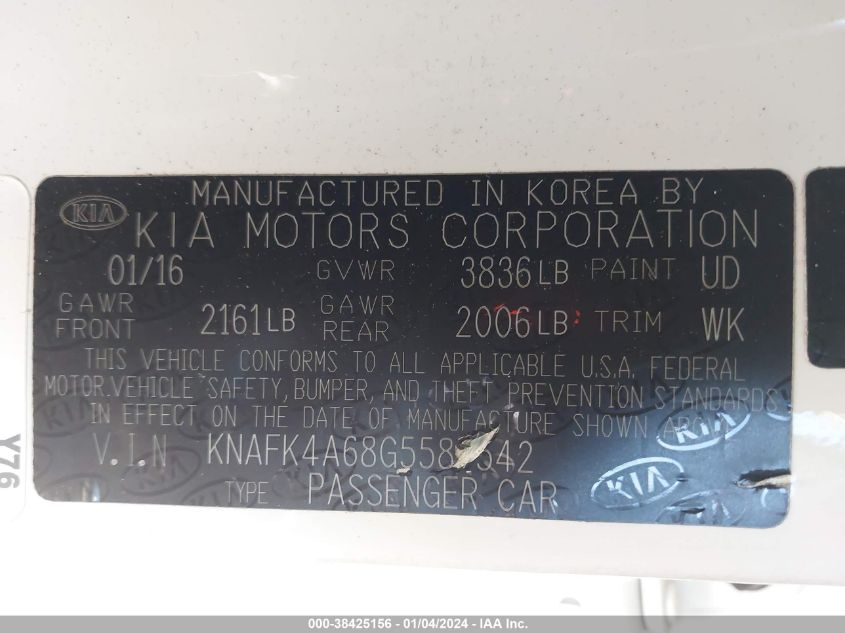 MANUFACTURED IN KOREA BY
KIA KIA MOTORS CORPORATION
01/16 GVWR 3836LB PAINT UD
GAWR FRONT 2161LB GAWR REAR 2006LB TRIM WK
THIS VEHICLE CONFORMS TO ALL APPLICABLE U.S.A. FEDERAL
MOTOR VEHICLE SAFETY, BUMPER, AND THEFT PREVENTION STANDARDS
IN EFFECT ON THE DATE OF MANUFACTURE SHOWN
V.I.N
TYPE PASSENGER CAR
KIA
KIA
Y76
000-38425156 - 01/04/2024 - IAA Inc.